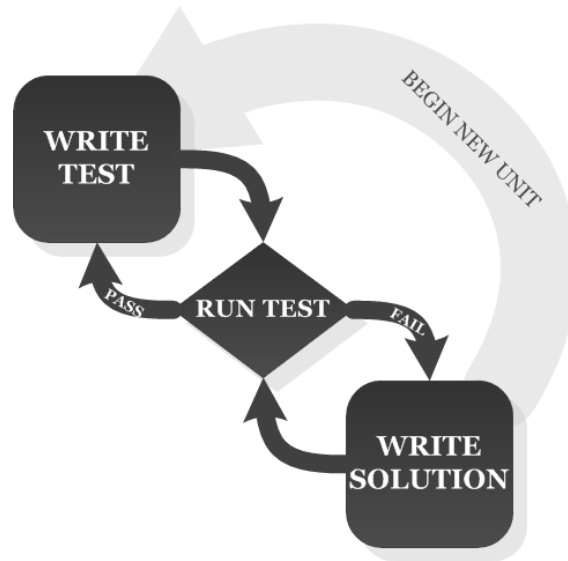 BEGIN NEW UNIT
WRITE
TEST
RUN TEST
PASS
FAIL
WRITE
SOLUTION